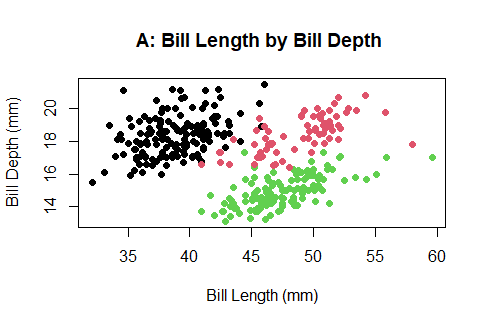 A: Bill Length by Bill Depth
Bill Depth (mm)
20
18
16
14
35 40 45 50 55 60
Bill Length (mm)